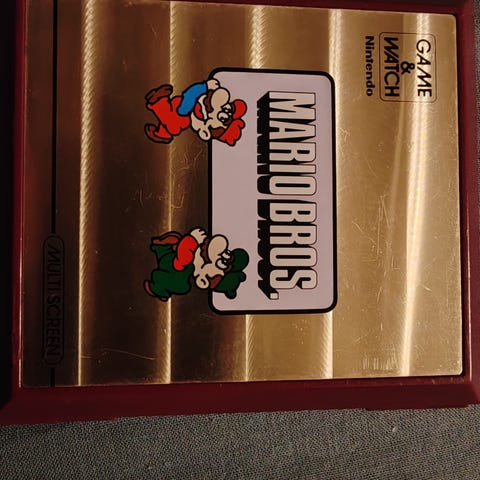 GAME
&
WATCH
Nintendo
MARIO BROS.
MULTI SCREEN